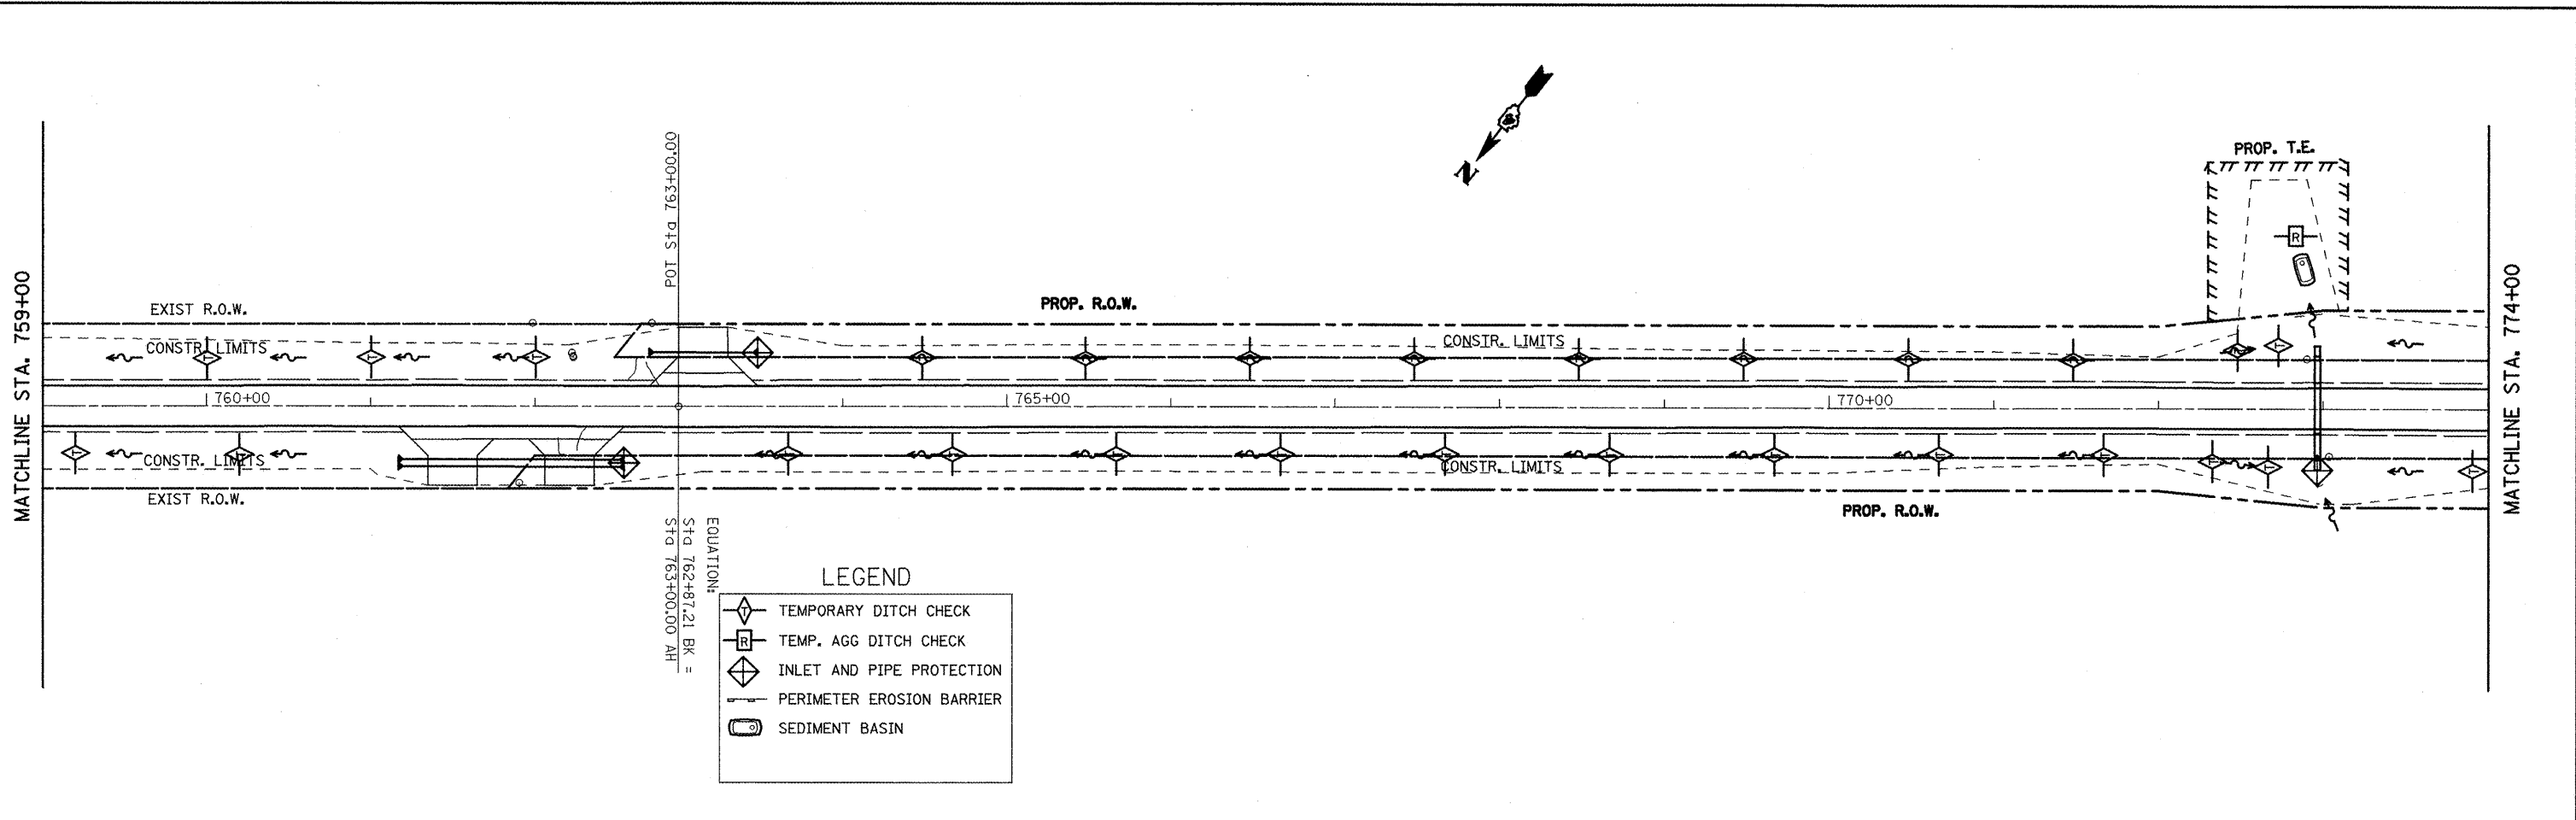 PROP. T.E.
R
POT Sta 763+00.00
MATCHLINE STA. 759+00
MATCHLINE STA. 774+00
N
EXIST R.O.W.
PROP. R.O.W.
CONSTR. LIMITS
CONSTR. LIMITS
T
T
T
T
760+00
765+00
770+00
T
T
CONSTR. LIMITS
CONSTR. LIMITS
EXIST R.O.W.
PROP. R.O.W.
EQUATION:
Sta 762+87.21 BK =
Sta 763+00.00 AH
LEGEND
T TEMPORARY DITCH CHECK
R TEMP. AGG DITCH CHECK
INLET AND PIPE PROTECTION
PERIMETER EROSION BARRIER
SEDIMENT BASIN